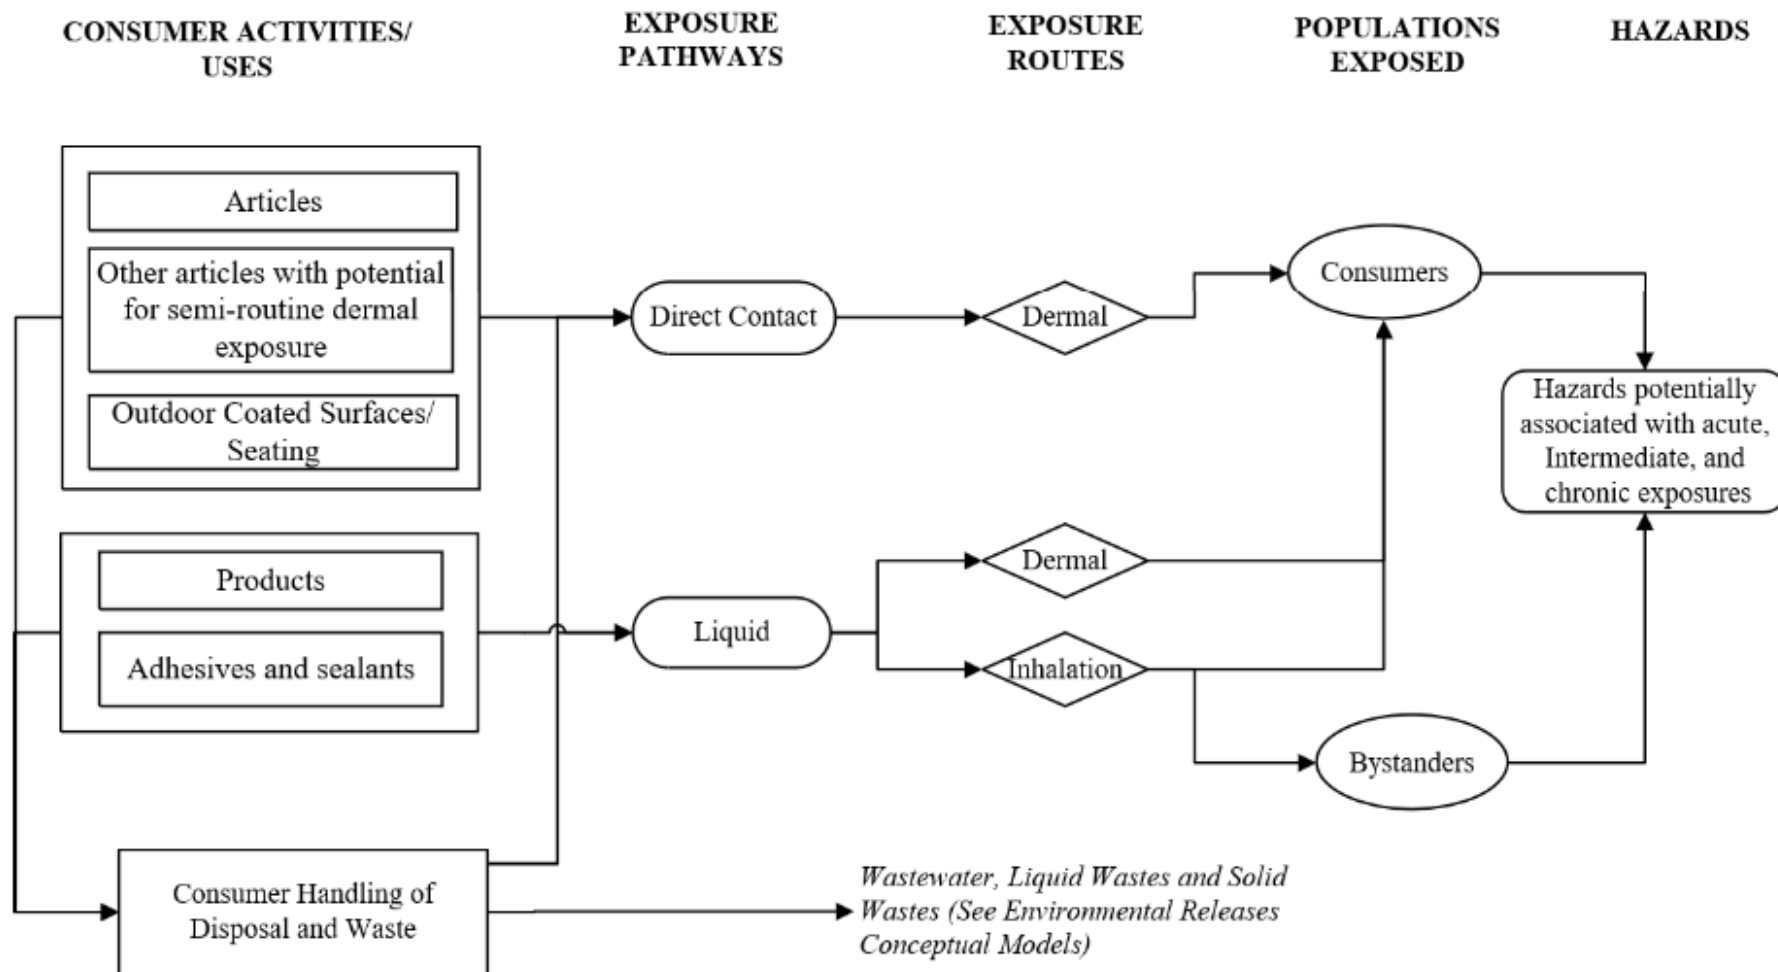 CONSUMER ACTIVITIES/
USES
EXPOSURE
PATHWAYS
EXPOSURE
ROUTES
POPULATIONS
EXPOSED
HAZARDS
Articles
Other articles with potential
for semi-routine dermal
exposure
Outdoor Coated Surfaces/
Seating
Direct Contact
Dermal
Consumers
Hazards potentially
associated with acute,
Intermediate, and
chronic exposures
Products
Adhesives and sealants
Liquid
Dermal
Inhalation
Bystanders
Consumer Handling of
Disposal and Waste
Wastewater, Liquid Wastes and Solid
Wastes (See Environmental Releases
Conceptual Models)